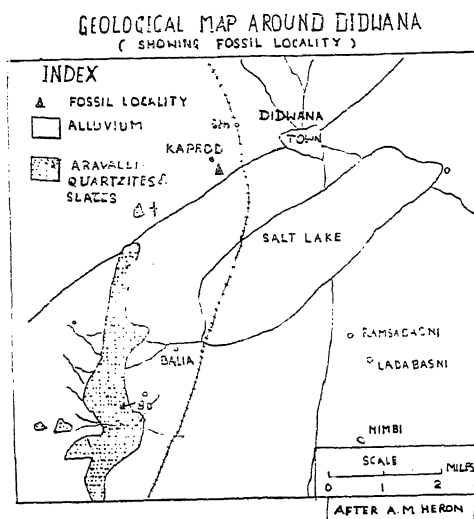 GEOLOGICAL MAP AROUND DIDWANA
( SHOWING FOSSIL LOCALITY )
INDEX
FOSSIL LOCALITY
ALLUVIUM
ARAVALLI
QUARTZITES &
SLATES
DIDWANA
TOWN
KAPROD
SALT LAKE
BALIA
80
RAMSABASNI
LADABASNI
NIMBI
SCALE
MILES
0 1 2
AFTER A.M HERON